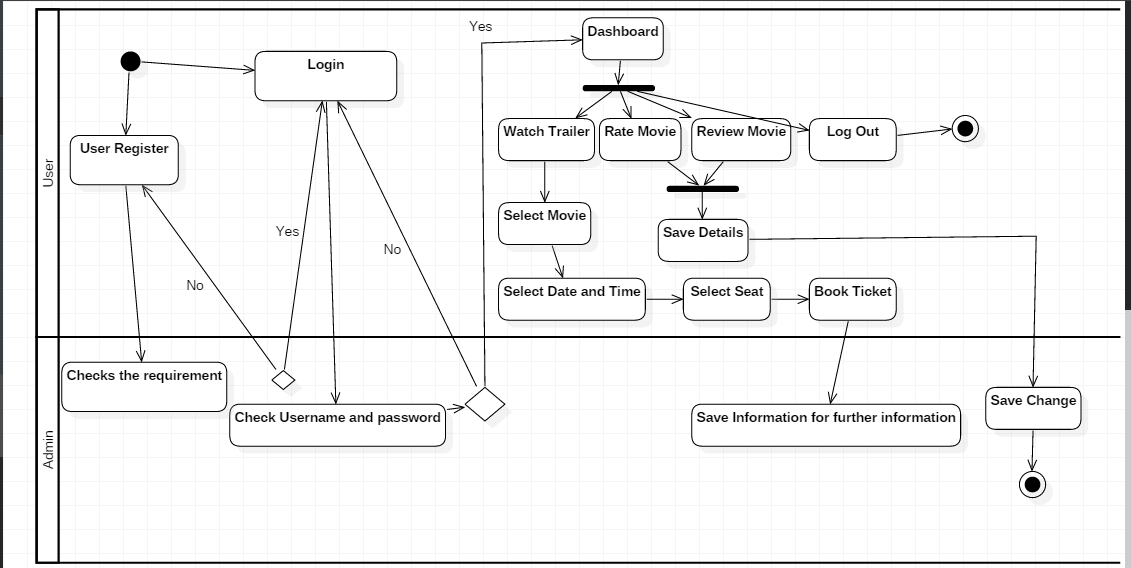 User
Yes
Dashboard
Login
User Register
Watch Trailer
Rate Movie
Review Movie
Log Out
Select Movie
Save Details
Yes
No
No
Select Date and Time
Select Seat
Book Ticket
Admin
Checks the requirement
Check Username and password
Save Information for further information
Save Change